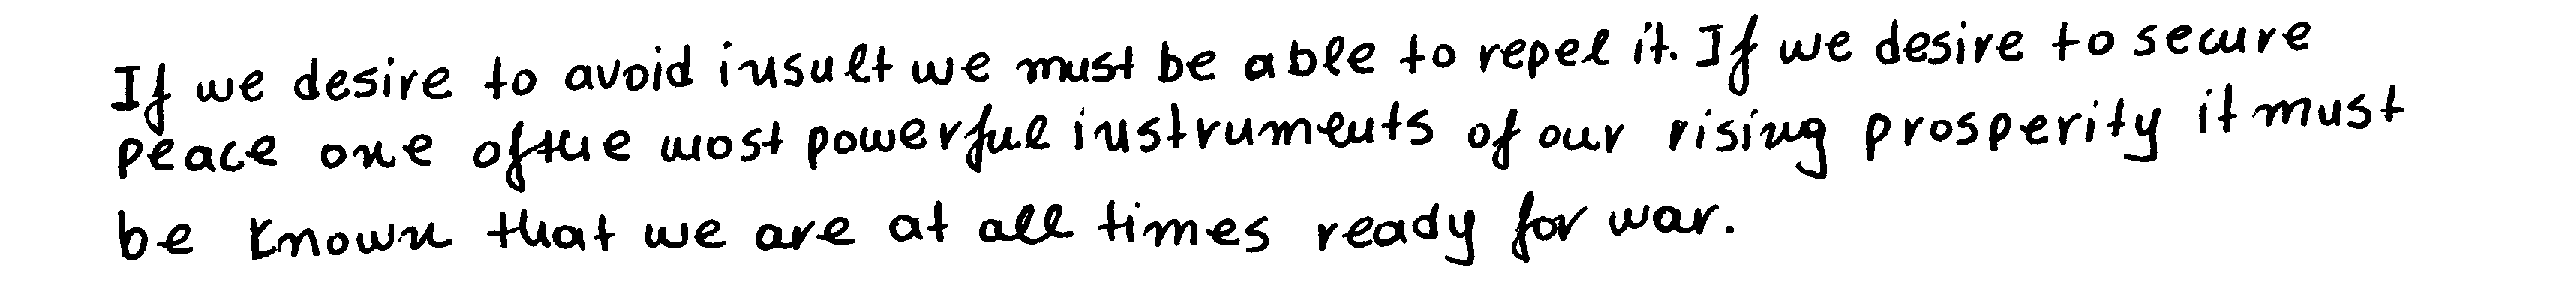 If we desire to avoid insult we must be able to repel it. If we desire to secure
peace one of the most powerful instruments of our rising prosperity it must
be known that we are at all times ready for war.